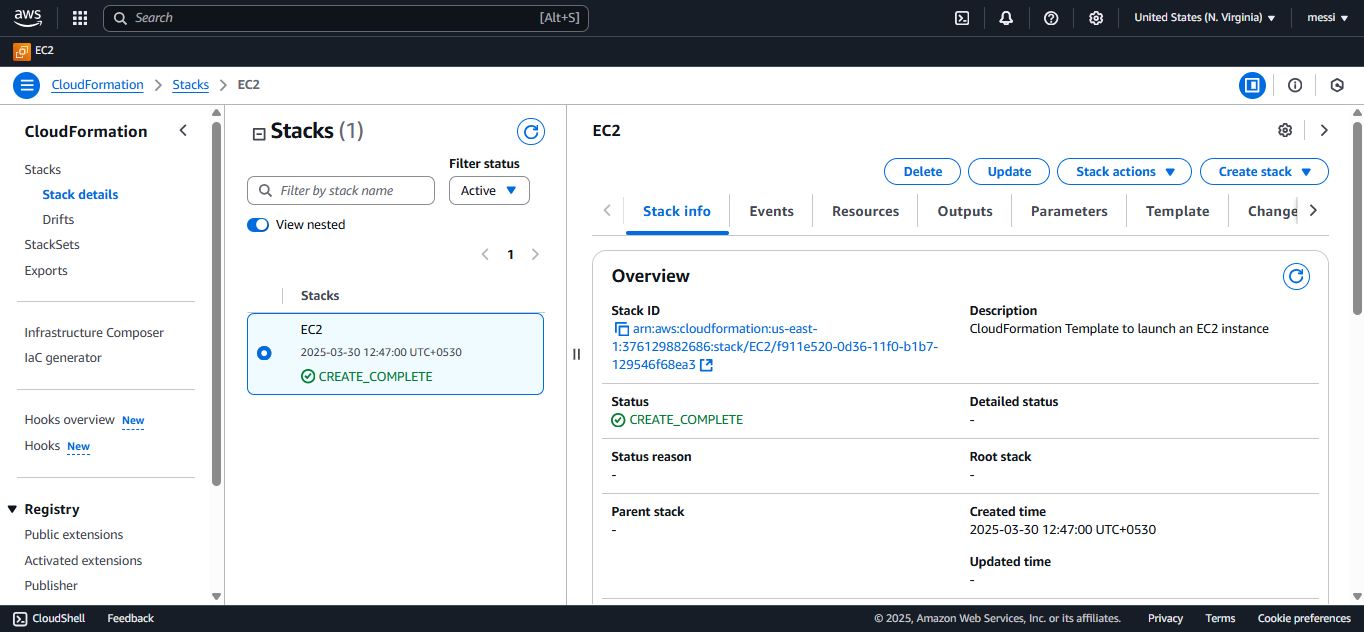 aws
Search
[Alt+S]
United States (N. Virginia)
messi
EC2
CloudFormation
Stacks
EC2
CloudFormation
Stacks
Stack details
Drifts
StackSets
Exports
Infrastructure Composer
IaC generator
Hooks overview New
Hooks New
Registry
Public extensions
Activated extensions
Publisher
Stacks (1)
Filter status
Filter by stack name
Active
View nested
1
Stacks
EC2
2025-03-30 12:47:00 UTC+0530
CREATE_COMPLETE
EC2
Delete
Update
Stack actions
Create stack
Stack info
Events
Resources
Outputs
Parameters
Template
Change
Overview
Stack ID
arn:aws:cloudformation:us-east-
1:376129882686:stack/EC2/f911e520-0d36-11f0-b1b7-
129546f68ea3
Description
CloudFormation Template to launch an EC2 instance
Status
CREATE_COMPLETE
Detailed status
-
Status reason
-
Root stack
-
Parent stack
-
Created time
2025-03-30 12:47:00 UTC+0530
Updated time
-
CloudShell
Feedback
© 2025, Amazon Web Services, Inc. or its affiliates.
Privacy
Terms
Cookie preferences